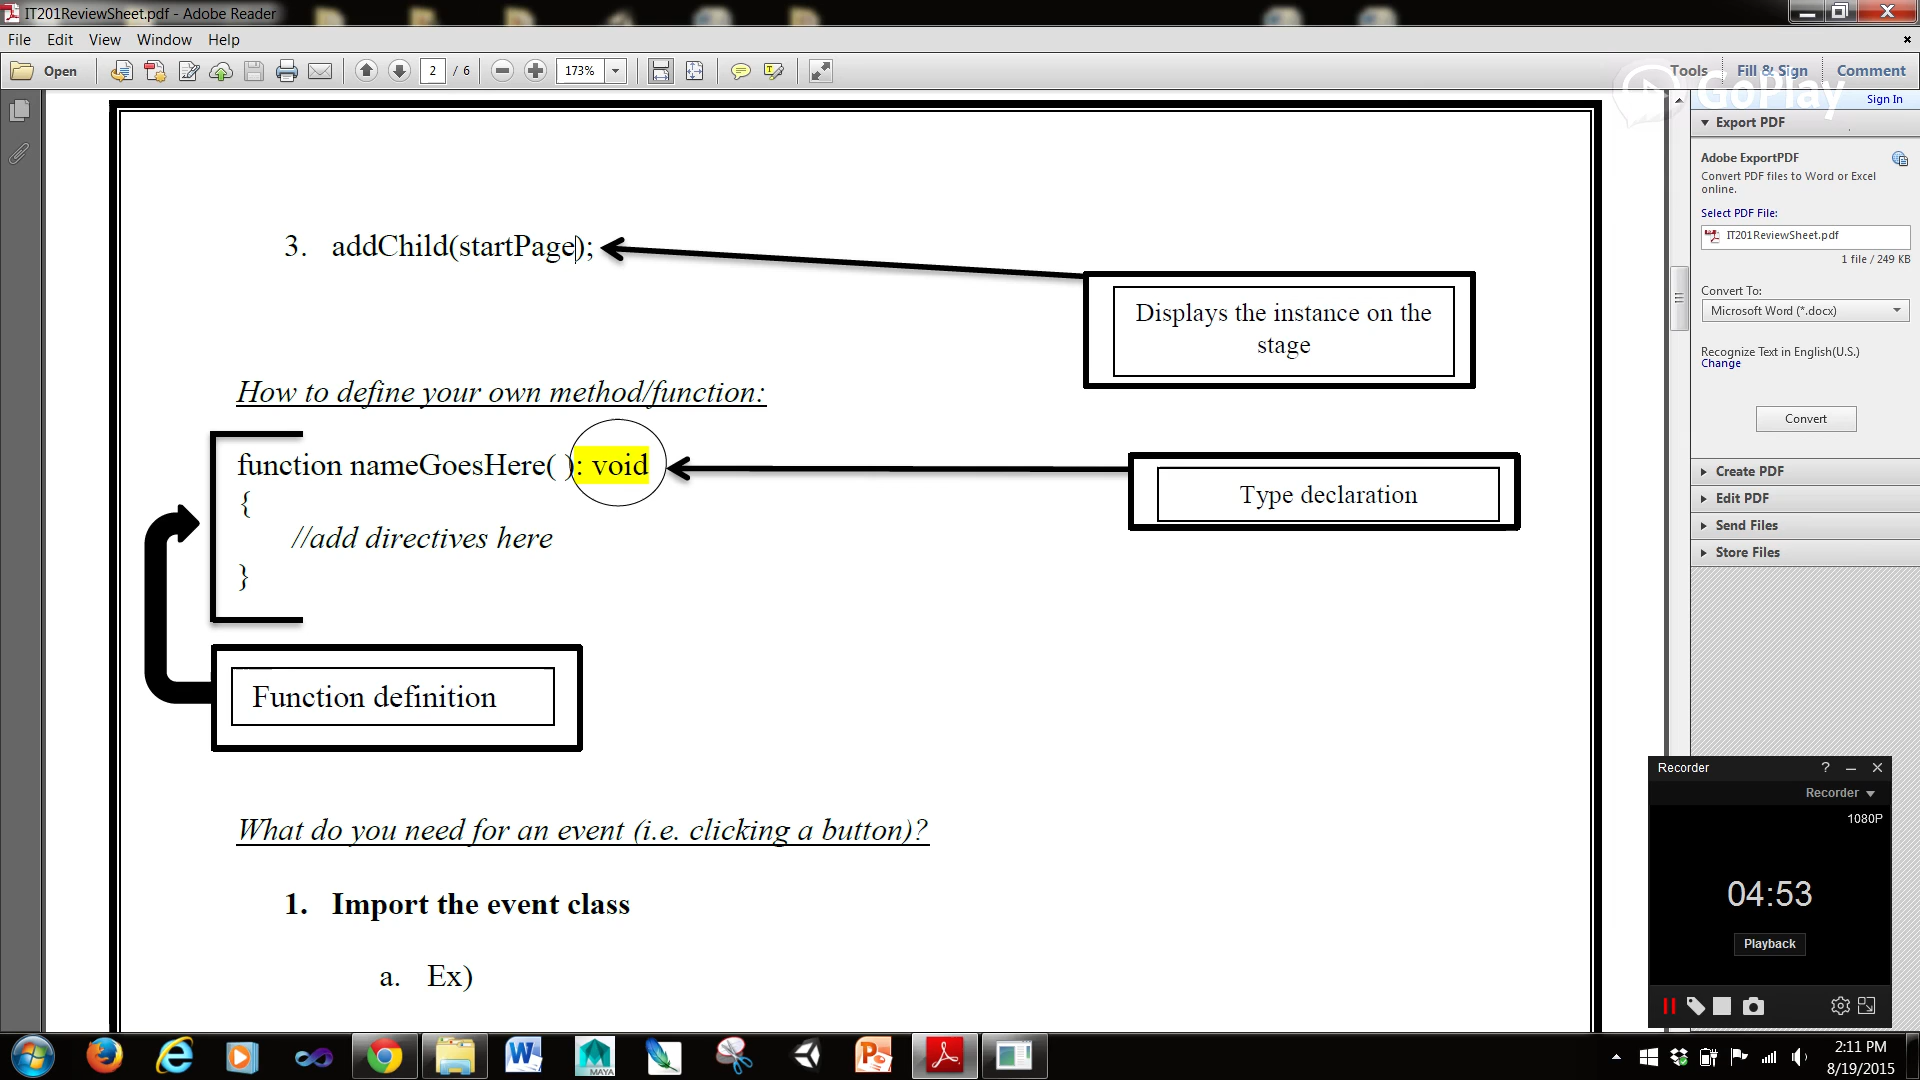 IT201ReviewSheet.pdf - Adobe Reader
File Edit View Window Help
Open 2 / 6 173% Tools Fill & Sign Comment
GoPlay
Sign In
Export PDF
Adobe ExportPDF
Convert PDF files to Word or Excel
online.
Select PDF File:
IT201ReviewSheet.pdf
1 file / 249 KB
Convert To:
Microsoft Word (*.docx)
Recognize Text in English(U.S.)
Change
Convert
Create PDF
Edit PDF
Send Files
Store Files
3. addChild(startPage);
Displays the instance on the
stage
How to define your own method/function:
function nameGoesHere( ): void
Type declaration
{
//add directives here
}
Function definition
What do you need for an event (i.e. clicking a button)?
1. Import the event class
a. Ex)
Recorder
Recorder
1080P
04:53
Playback
MAYA
2:11 PM
8/19/2015